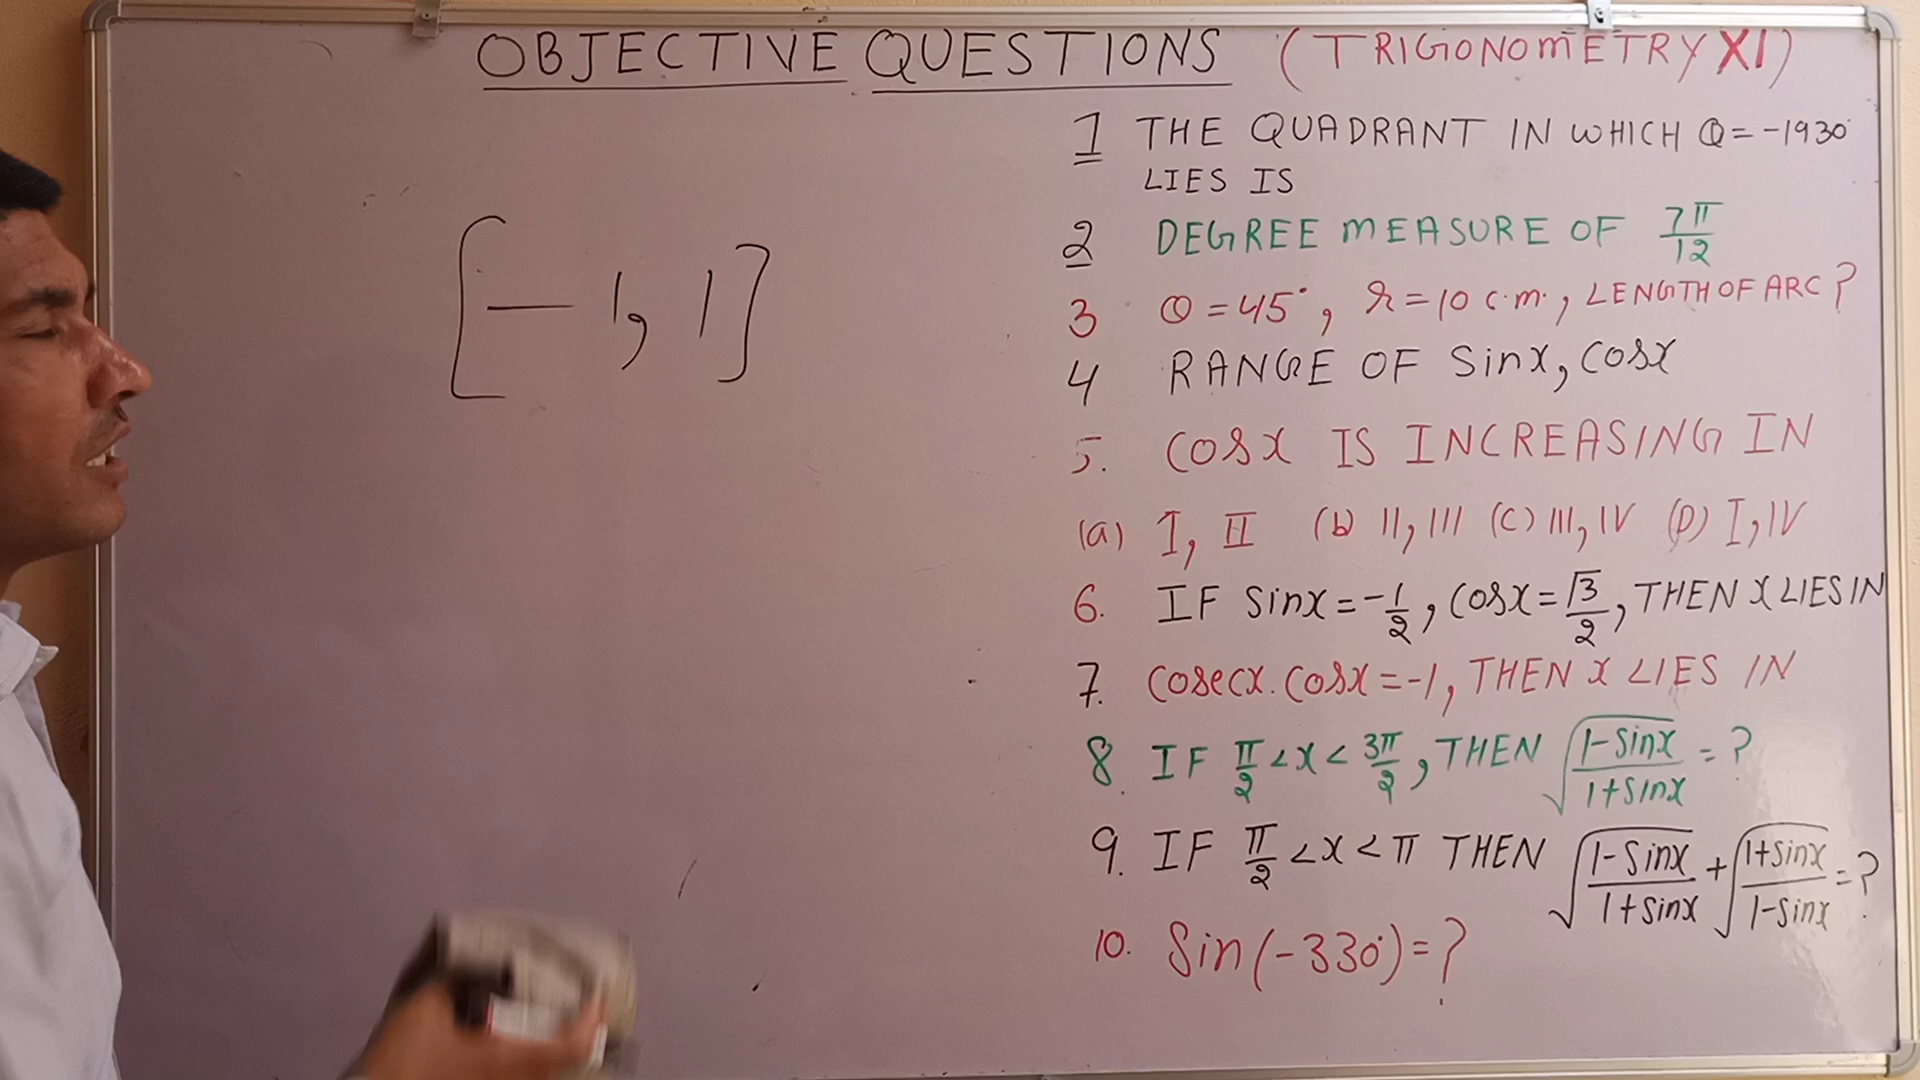 OBJECTIVE QUESTIONS (TRIGONOMETRY XI)
[-1, 1]
1 THE QUADRANT IN WHICH θ = -1930°
LIES IS
2 DEGREE MEASURE OF 7π/12
3 θ = 45°, r = 10 c.m., LENGTH OF ARC?
4 RANGE OF Sinx, Cosx
5. Cosx IS INCREASING IN
(a) I, II (b) II, III (c) III, IV (D) I, IV
6. IF Sinx = -1/2, Cosx = √3/2, THEN x LIES IN
7. Cosecx. Cosx = -1, THEN x LIES IN
8. IF π/2 < x < 3π/2, THEN √(1-Sinx/1+Sinx) = ?
9. IF π/2 < x < π THEN √(1-Sinx/1+Sinx) + √(1+Sinx/1-Sinx) = ?
10. Sin(-330°) = ?